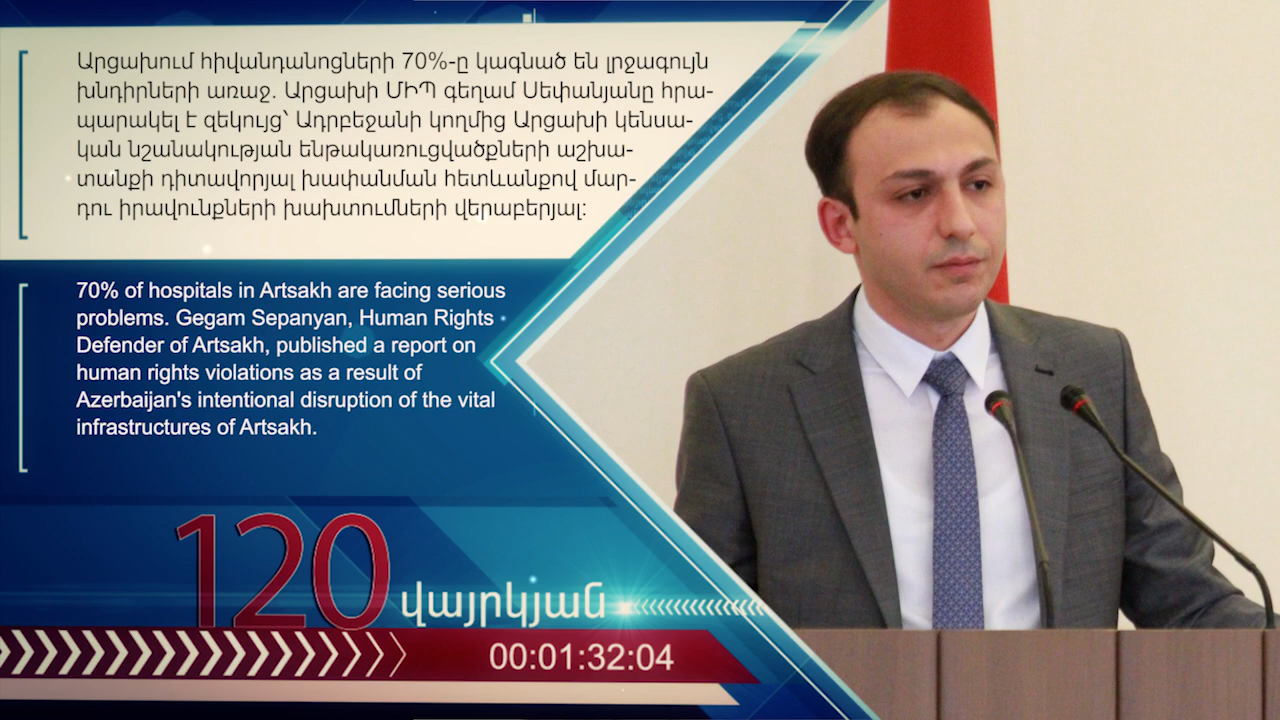 Արցախում հիվանդանոցների 70%-ը կագնած են լրջագույն
խնդիրների առաջ. Արցախի ՄԻՊ գեղամ Սեփանյանը հրա-
պարակել է զեկույց՝ Ադրբեջանի կողմից Արցախի կենսա-
կան նշանակության ենթակառուցվածքների աշխա-
տանքի դիտավորյալ խափանման հետևանքով մար-
դու իրավունքների խախտումների վերաբերյալ:
70% of hospitals in Artsakh are facing serious
problems. Gegam Sepanyan, Human Rights
Defender of Artsakh, published a report on
human rights violations as a result of
Azerbaijan's intentional disruption of the vital
infrastructures of Artsakh.
120 վայրկյան
00:01:32:04